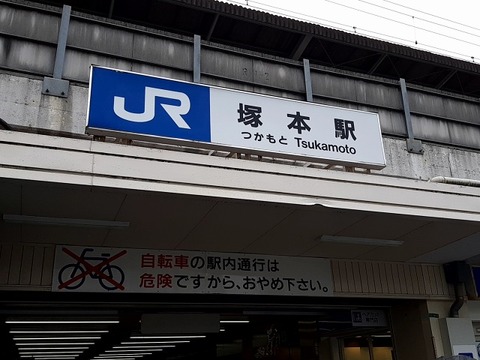 JR
塚本駅
つかもと Tsukamoto
自転車の駅内通行は
危険ですから、おやめ下さい。